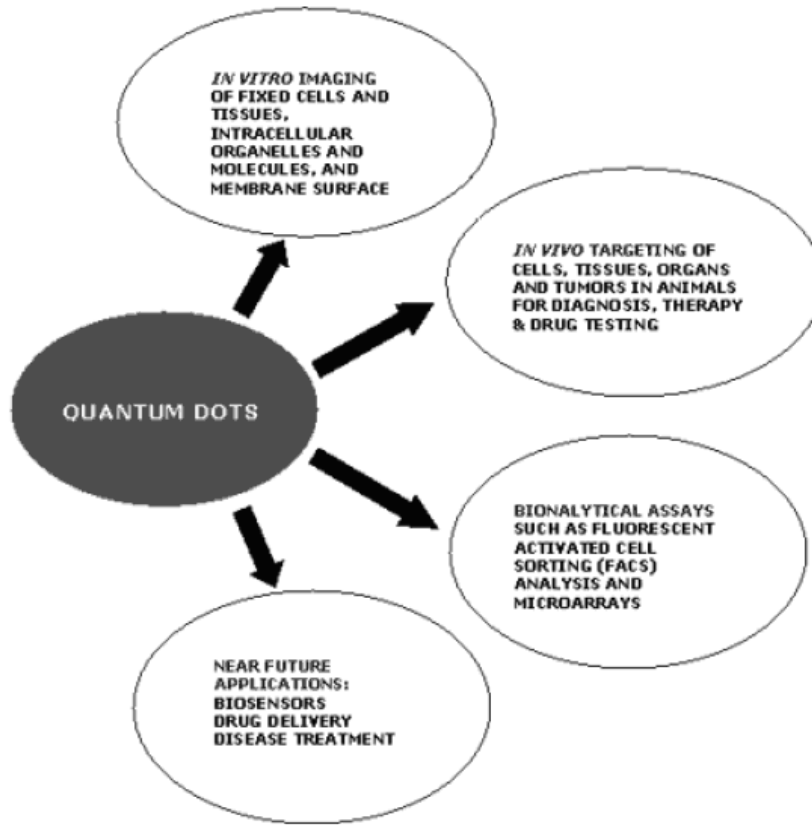 IN VITRO IMAGING
OF FIXED CELLS AND
TISSUES,
INTRACELLULAR
ORGANELLES AND
MOLECULES, AND
MEMBRANE SURFACE
IN VIVO TARGETING OF
CELLS, TISSUES, ORGANS
AND TUMORS IN ANIMALS
FOR DIAGNOSIS, THERAPY
& DRUG TESTING
QUANTUM DOTS
BIONALYTICAL ASSAYS
SUCH AS FLUORESCENT
ACTIVATED CELL
SORTING (FACS)
ANALYSIS AND
MICROARRAYS
NEAR FUTURE
APPLICATIONS:
BIOSENSORS
DRUG DELIVERY
DISEASE TREATMENT